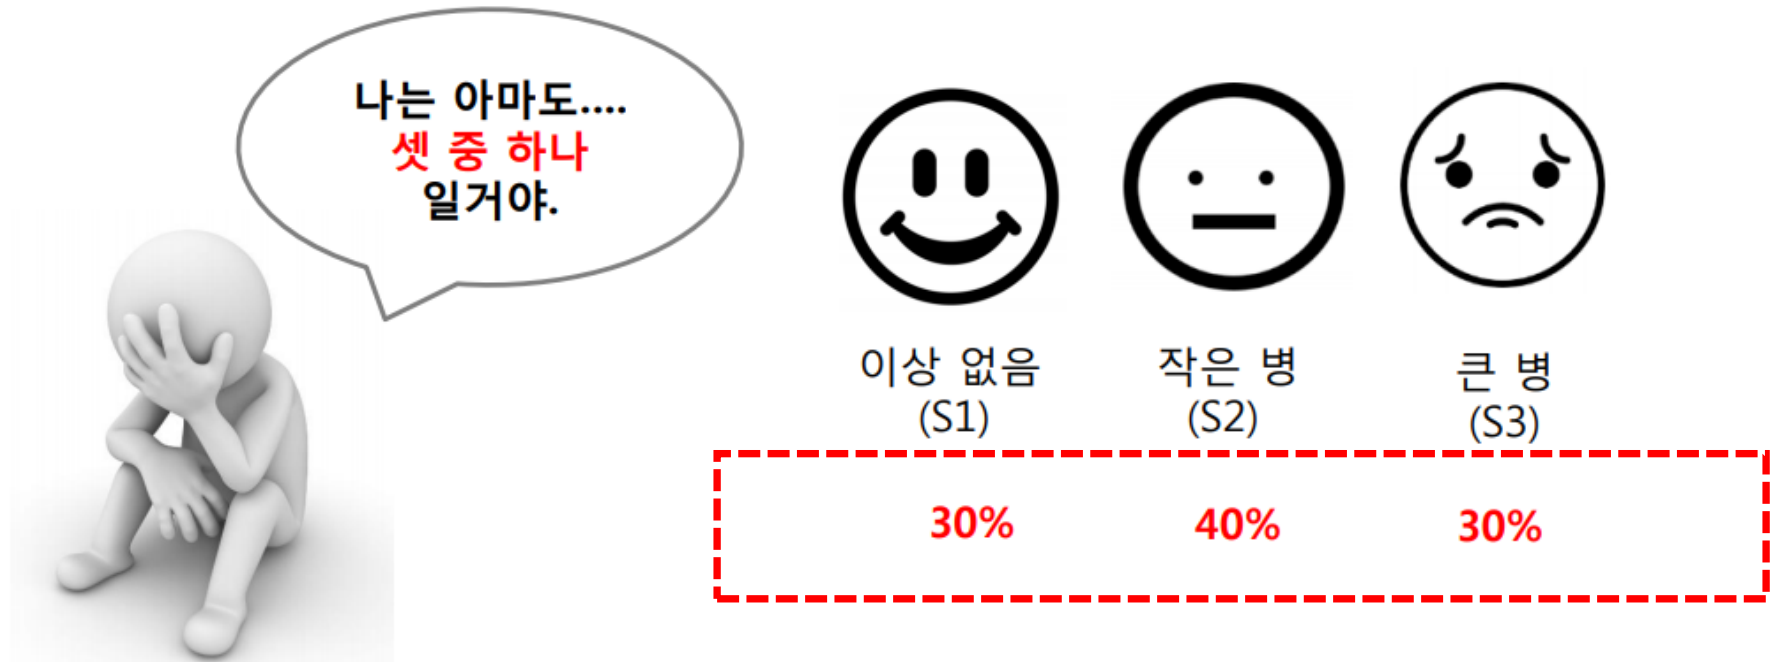 나는 아마도....
셋 중 하나
일거야.
이상 없음
(S1)
작은 병
(S2)
큰 병
(S3)
30%
40%
30%